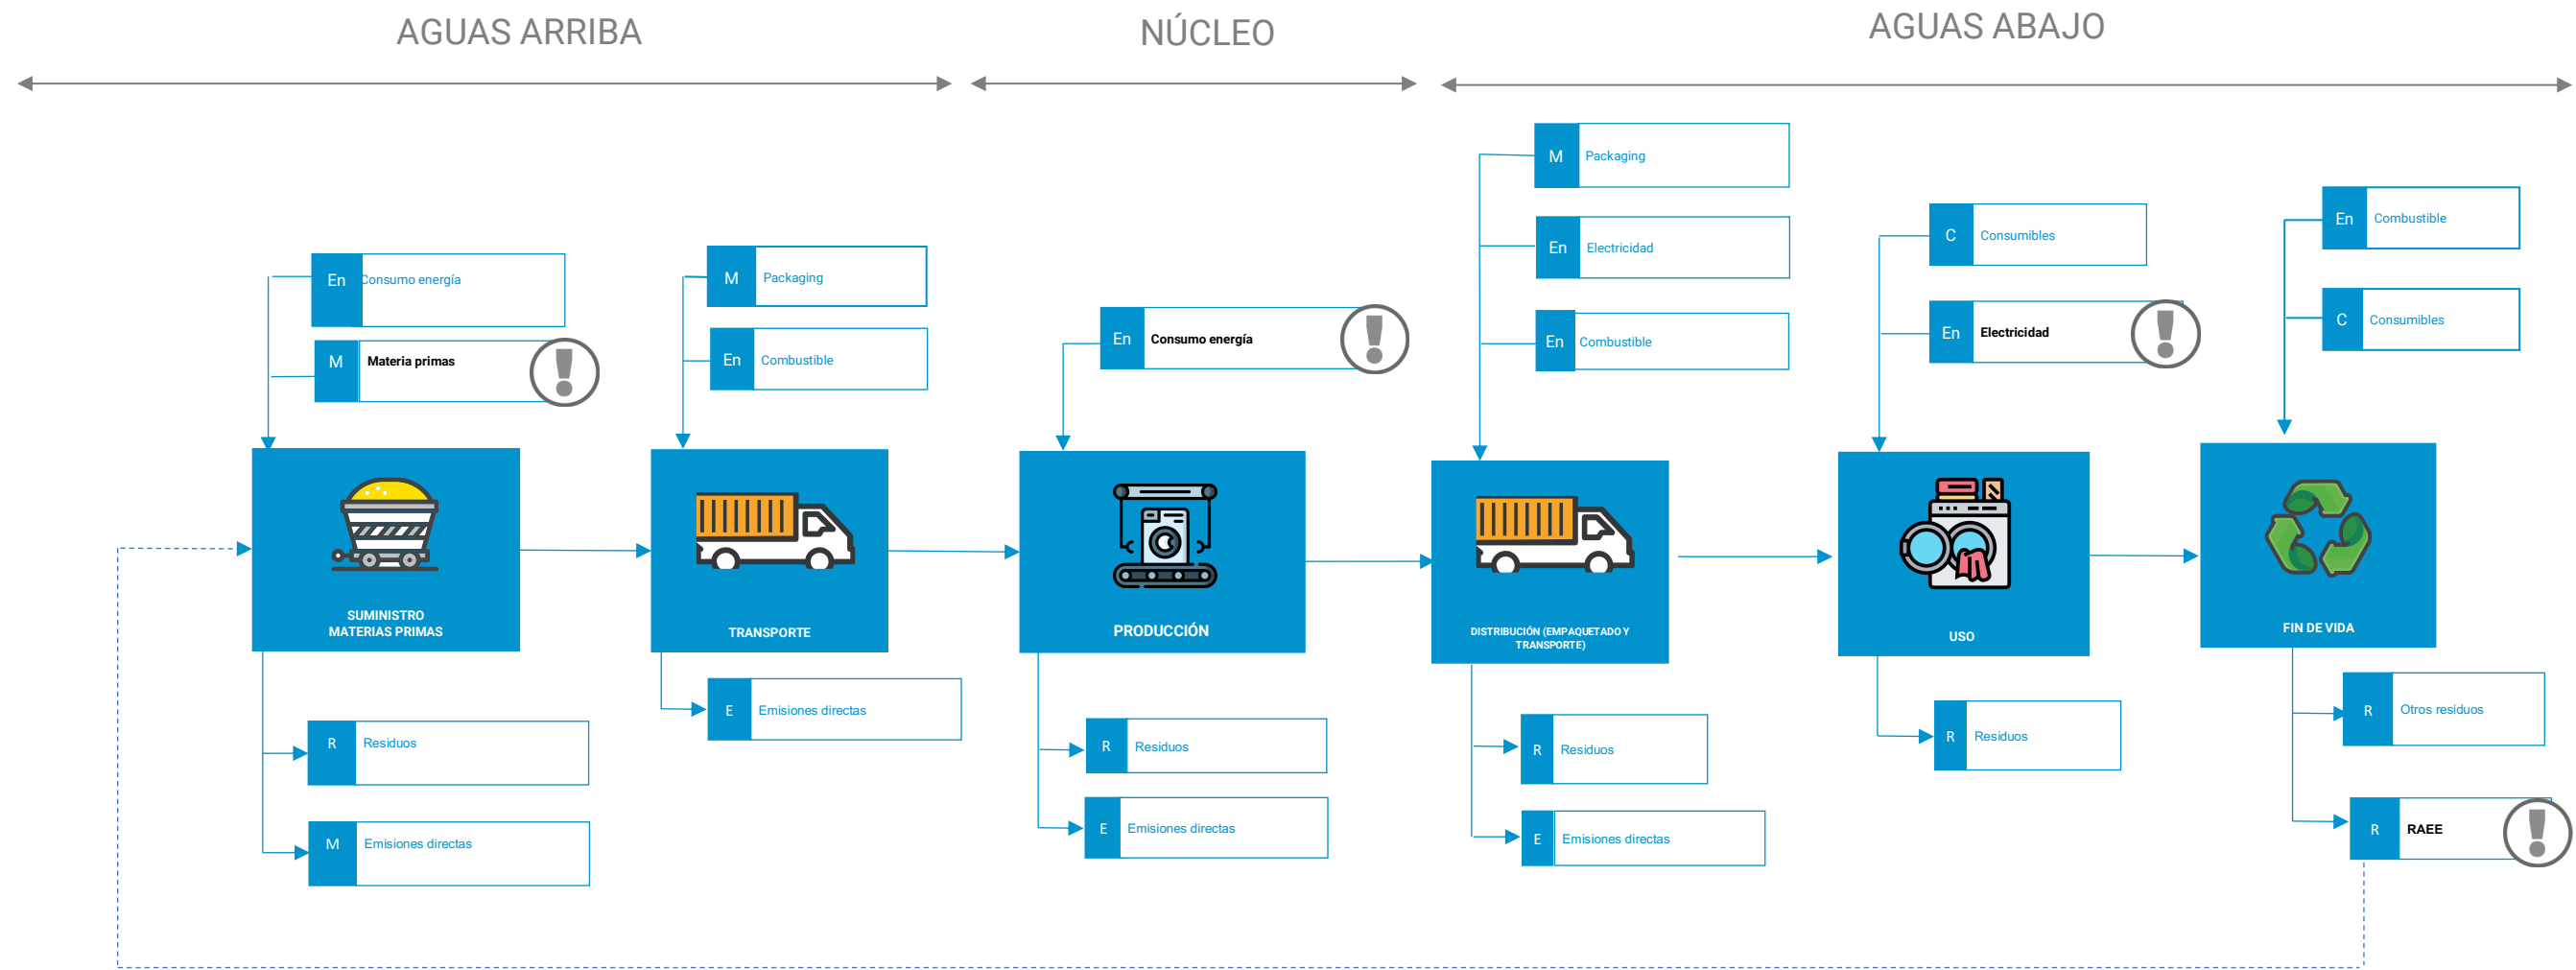 AGUAS ARRIBA
NÚCLEO
AGUAS ABAJO
En
Consumo energía
M
Materia primas
M
Packaging
En
Combustible
En
Consumo energía
M
Packaging
En
Electricidad
En
Combustible
C
Consumibles
En
Electricidad
En
Combustible
C
Consumibles
SUMINISTRO
MATERIAS PRIMAS
TRANSPORTE
PRODUCCIÓN
DISTRIBUCIÓN (EMPAQUETADO Y
TRANSPORTE)
USO
FIN DE VIDA
R
Residuos
M
Emisiones directas
E
Emisiones directas
R
Residuos
E
Emisiones directas
R
Residuos
E
Emisiones directas
R
Residuos
R
Otros residuos
R
RAEE